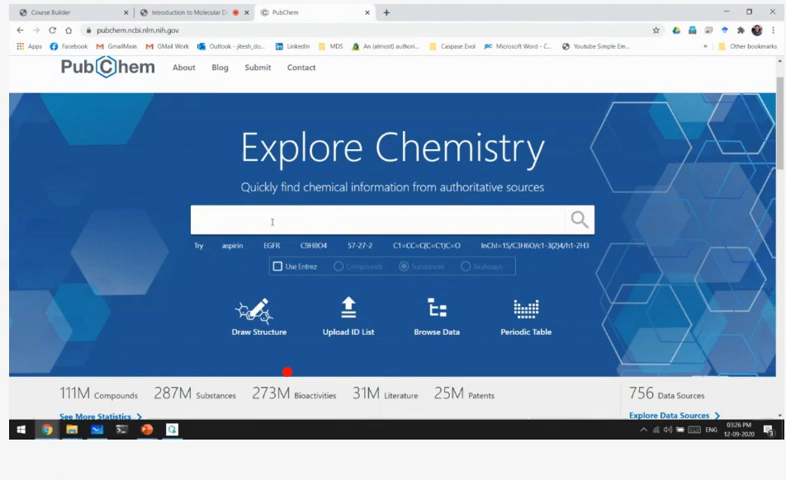 Course Builder
Introduction to Molecular D
PubChem
pubchem.ncbi.nlm.nih.gov
Apps
Facebook
GmailMain
GMail Work
Outlook - jitesh_do...
LinkedIn
MDS
An (almost) authori...
Caspase Evol
Microsoft Word - C...
Youtube Simple Em...
»
Other bookmarks
PubChem
About
Blog
Submit
Contact
Explore Chemistry
Quickly find chemical information from authoritative sources
Try aspirin EGFR C9H8O4 57-27-2 C1=CC=C(C=C1)C=O InChI=1S/C3H6O/c1-3(2)4/h1-2H3
Use Entrez Compounds Substances BioAssays
Draw Structure
Upload ID List
Browse Data
Periodic Table
111M Compounds
287M Substances
273M Bioactivities
31M Literature
25M Patents
756 Data Sources
See More Statistics >
Explore Data Sources >
ENG
03:26 PM
12-09-2020